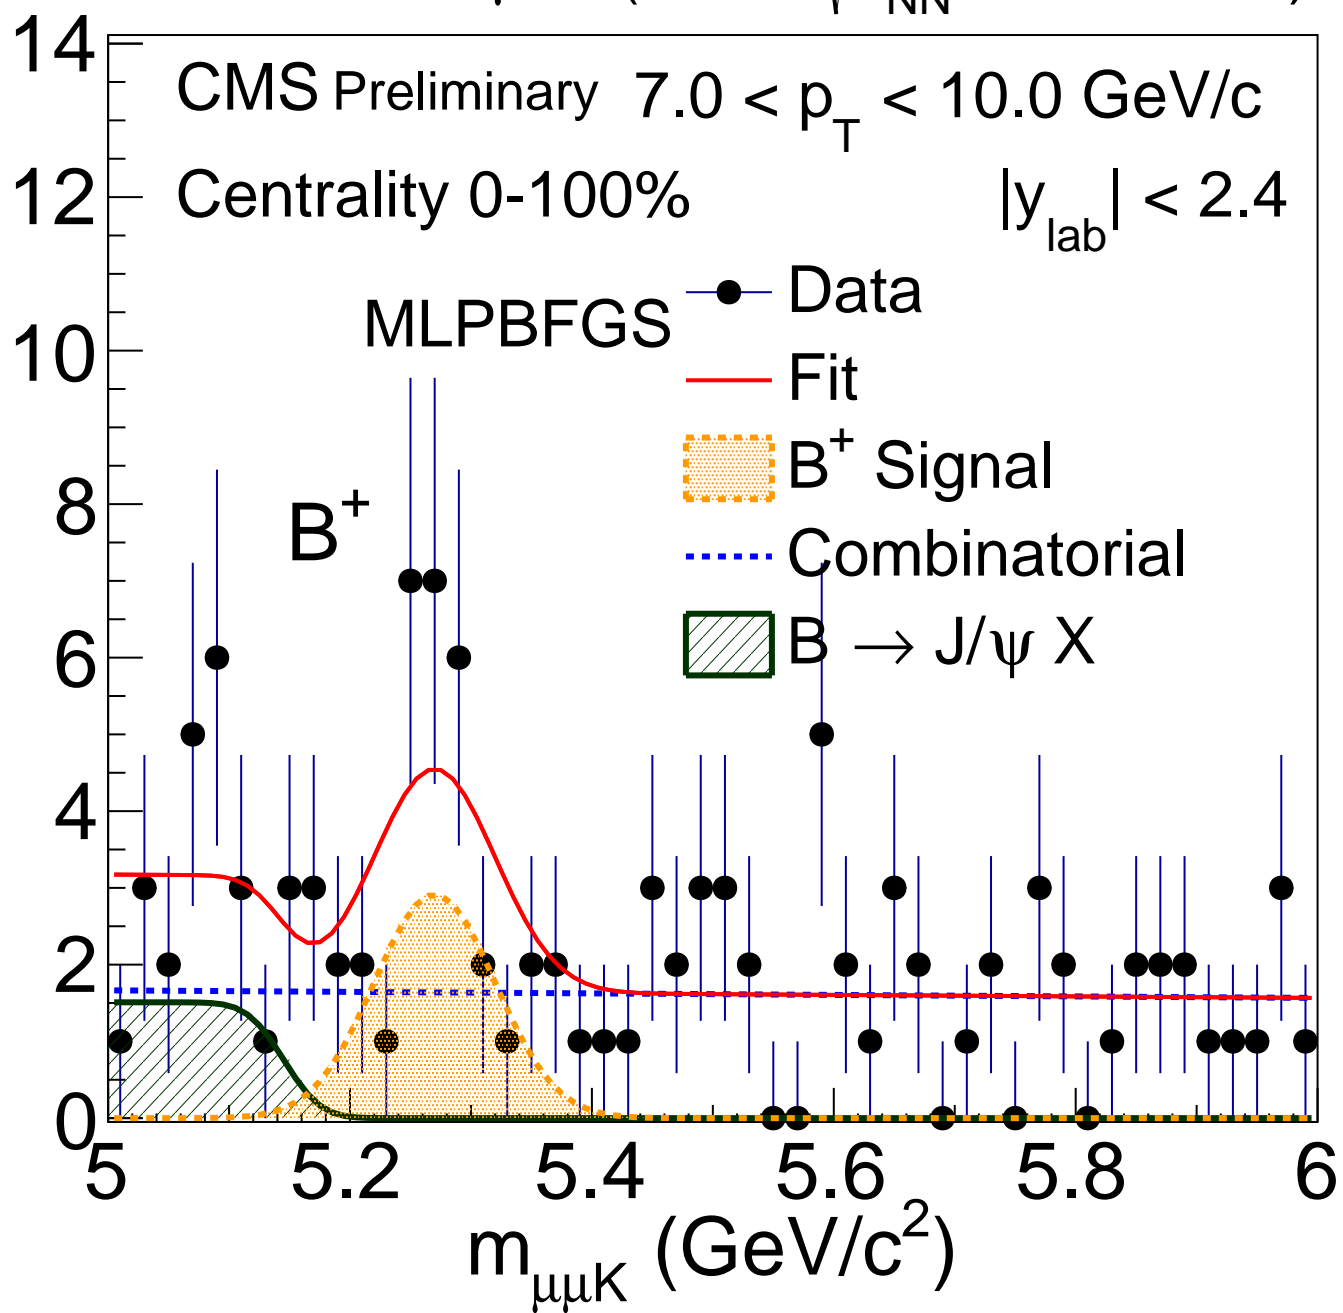 NN
14
CMS Preliminary 7.0 < p_T < 10.0 GeV/c
12
Centrality 0-100% |y_lab| < 2.4
Data
MLPBFGS
10
Fit
B⁺ Signal
8
B⁺
Combinatorial
6
B → J/ψ X
4
2
0
5 5.2 5.4 5.6 5.8 6
m_μμK (GeV/c²)